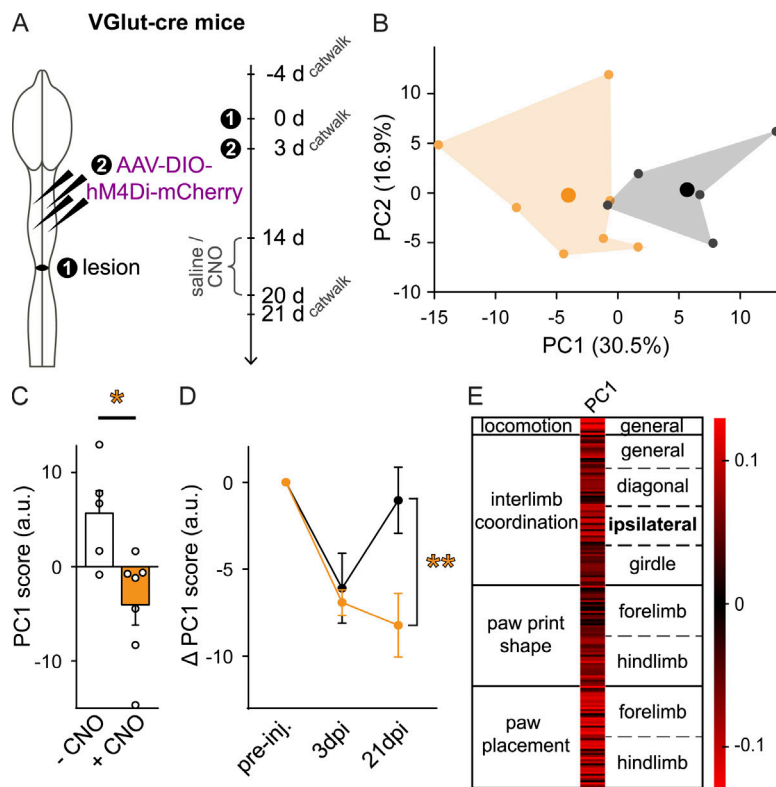 A
VGlut-cre mice
-4 d catwalk
1 0 d
2 3 d catwalk
2 AAV-DIO-
hM4Di-mCherry
14 d
saline /
CNO
1 lesion
20 d
21 d catwalk
B
PC2 (16.9%)
10
5
0
-5
-10
-15 -10 -5 0 5 10
PC1 (30.5%)
C
*
PC1 score (a.u.)
10
0
-10
- CNO
+ CNO
D
Δ PC1 score (a.u.)
0
-5
-10
**
pre-inj.
3dpi
21dpi
E
PC1
locomotion general
interlimb
coordination
general
diagonal
ipsilateral
girdle
paw print
shape
forelimb
hindlimb
paw
placement
forelimb
hindlimb
0.1
0
-0.1